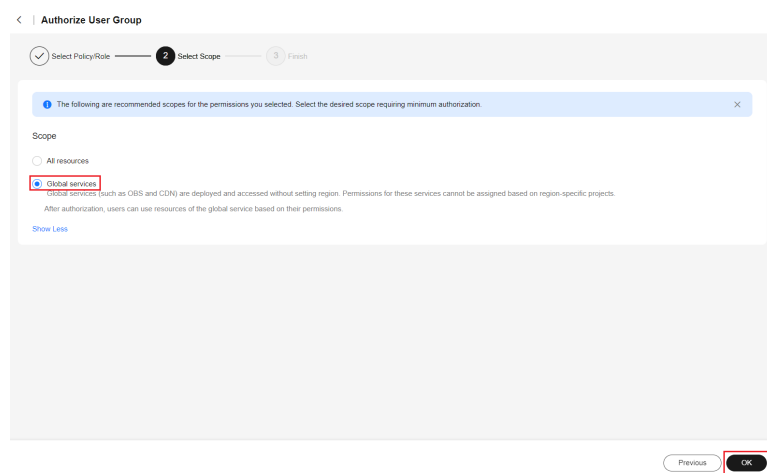 Authorize User Group
Select Policy/Role 2 Select Scope 3 Finish
The following are recommended scopes for the permissions you selected. Select the desired scope requiring minimum authorization.
Scope
All resources
Global services
Global services (such as OBS and CDN) are deployed and accessed without setting region. Permissions for these services cannot be assigned based on region-specific projects.
After authorization, users can use resources of the global service based on their permissions.
Show Less
Previous OK